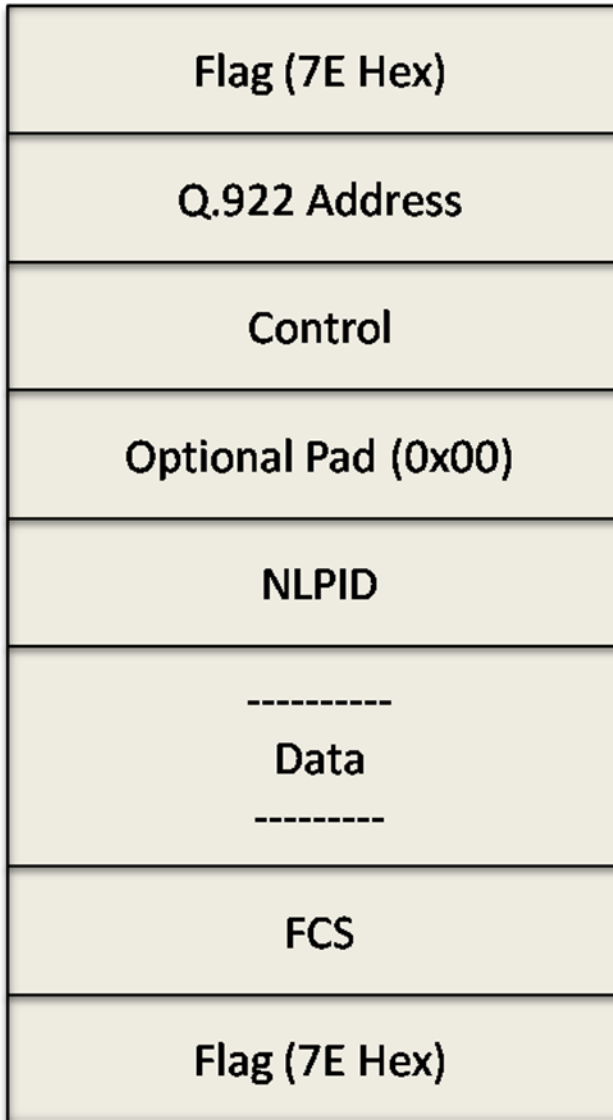 Flag (7E Hex)
Q.922 Address
Control
Optional Pad (0x00)
NLPID
----------
Data
---------
FCS
Flag (7E Hex)